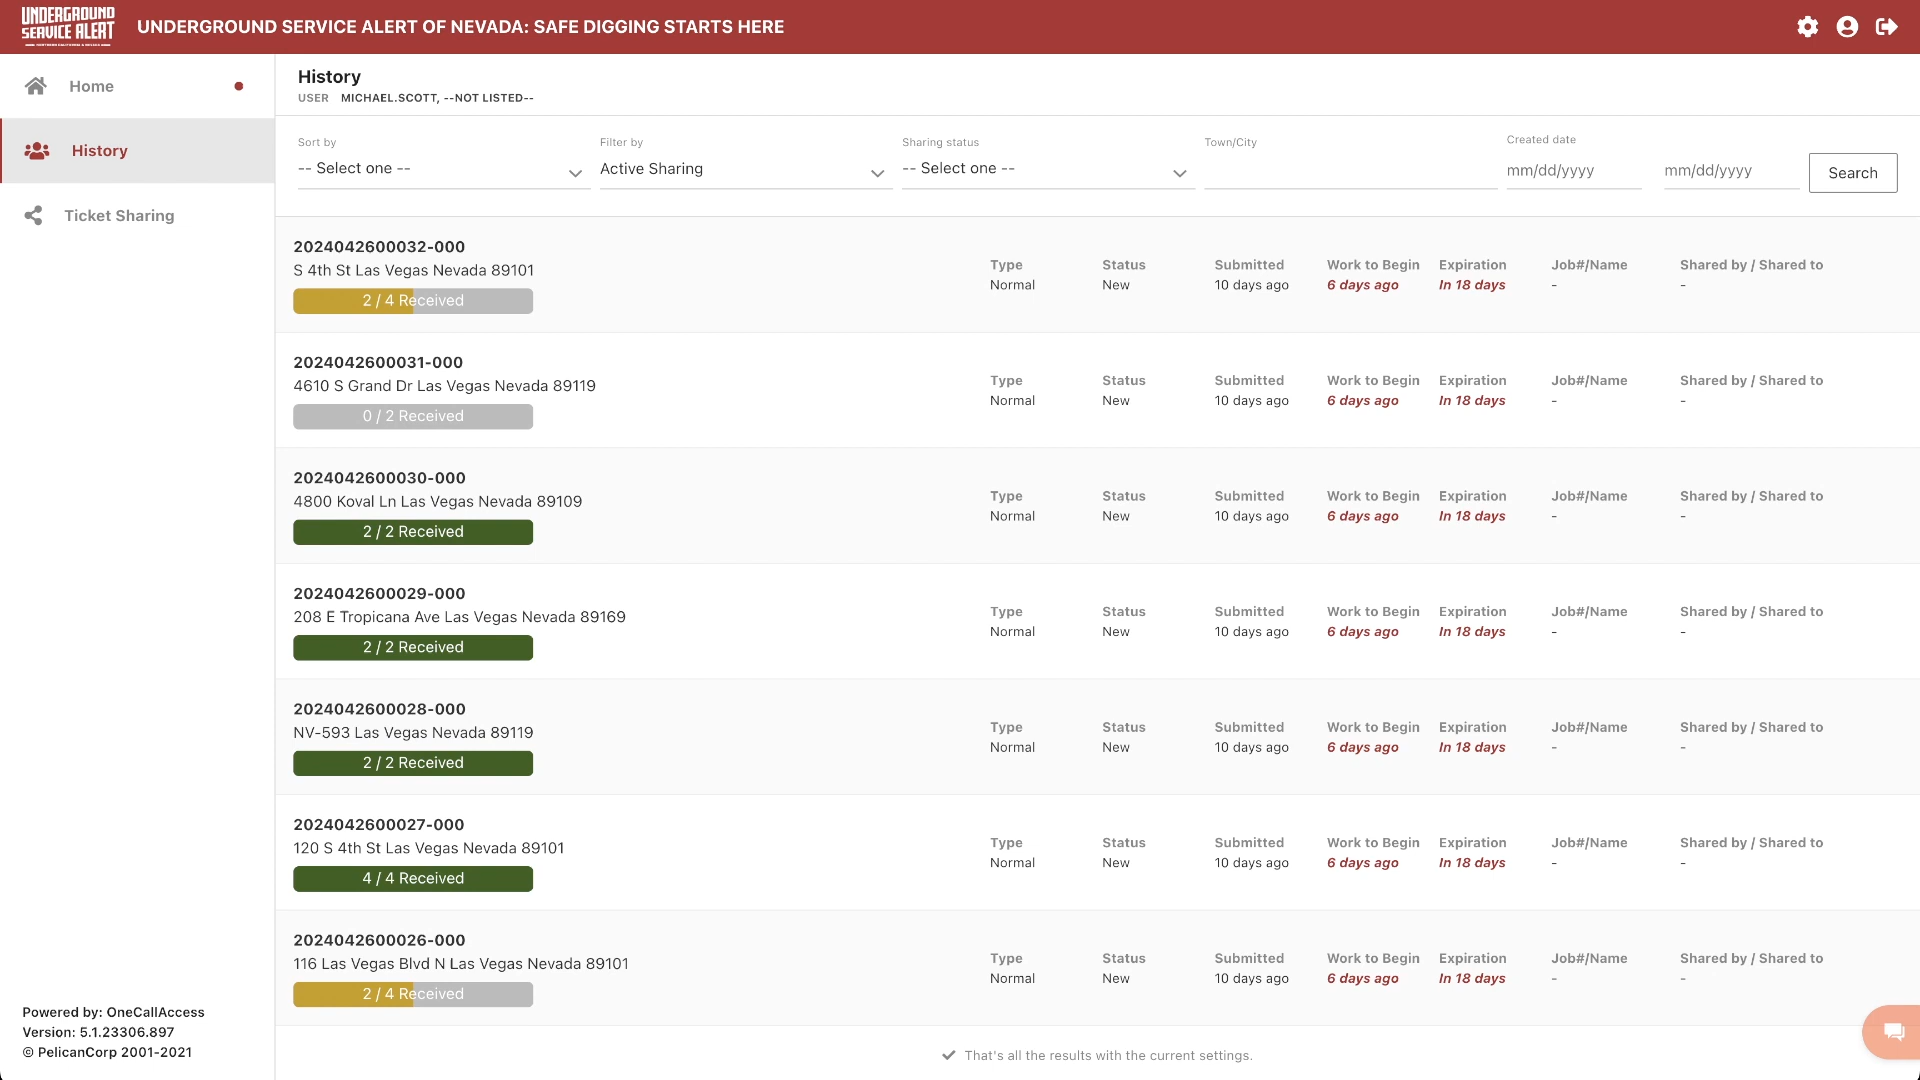 UNDERGROUND
SERVICE ALERT
UNDERGROUND SERVICE ALERT OF NEVADA: SAFE DIGGING STARTS HERE
Home
History
Ticket Sharing
History
USER MICHAEL.SCOTT, --NOT LISTED--
Sort by
-- Select one --
Filter by
Active Sharing
Sharing status
-- Select one --
Town/City
Created date
mm/dd/yyyy
mm/dd/yyyy
Search
2024042600032-000
S 4th St Las Vegas Nevada 89101
2 / 4 Received
Type Status Submitted Work to Begin Expiration Job#/Name Shared by / Shared to
Normal New 10 days ago 6 days ago In 18 days - -
2024042600031-000
4610 S Grand Dr Las Vegas Nevada 89119
0 / 2 Received
Type Status Submitted Work to Begin Expiration Job#/Name Shared by / Shared to
Normal New 10 days ago 6 days ago In 18 days - -
2024042600030-000
4800 Koval Ln Las Vegas Nevada 89109
2 / 2 Received
Type Status Submitted Work to Begin Expiration Job#/Name Shared by / Shared to
Normal New 10 days ago 6 days ago In 18 days - -
2024042600029-000
208 E Tropicana Ave Las Vegas Nevada 89169
2 / 2 Received
Type Status Submitted Work to Begin Expiration Job#/Name Shared by / Shared to
Normal New 10 days ago 6 days ago In 18 days - -
2024042600028-000
NV-593 Las Vegas Nevada 89119
2 / 2 Received
Type Status Submitted Work to Begin Expiration Job#/Name Shared by / Shared to
Normal New 10 days ago 6 days ago In 18 days - -
2024042600027-000
120 S 4th St Las Vegas Nevada 89101
4 / 4 Received
Type Status Submitted Work to Begin Expiration Job#/Name Shared by / Shared to
Normal New 10 days ago 6 days ago In 18 days - -
2024042600026-000
116 Las Vegas Blvd N Las Vegas Nevada 89101
2 / 4 Received
Type Status Submitted Work to Begin Expiration Job#/Name Shared by / Shared to
Normal New 10 days ago 6 days ago In 18 days - -
That's all the results with the current settings.
Powered by: OneCallAccess
Version: 5.1.23306.897
© PelicanCorp 2001-2021